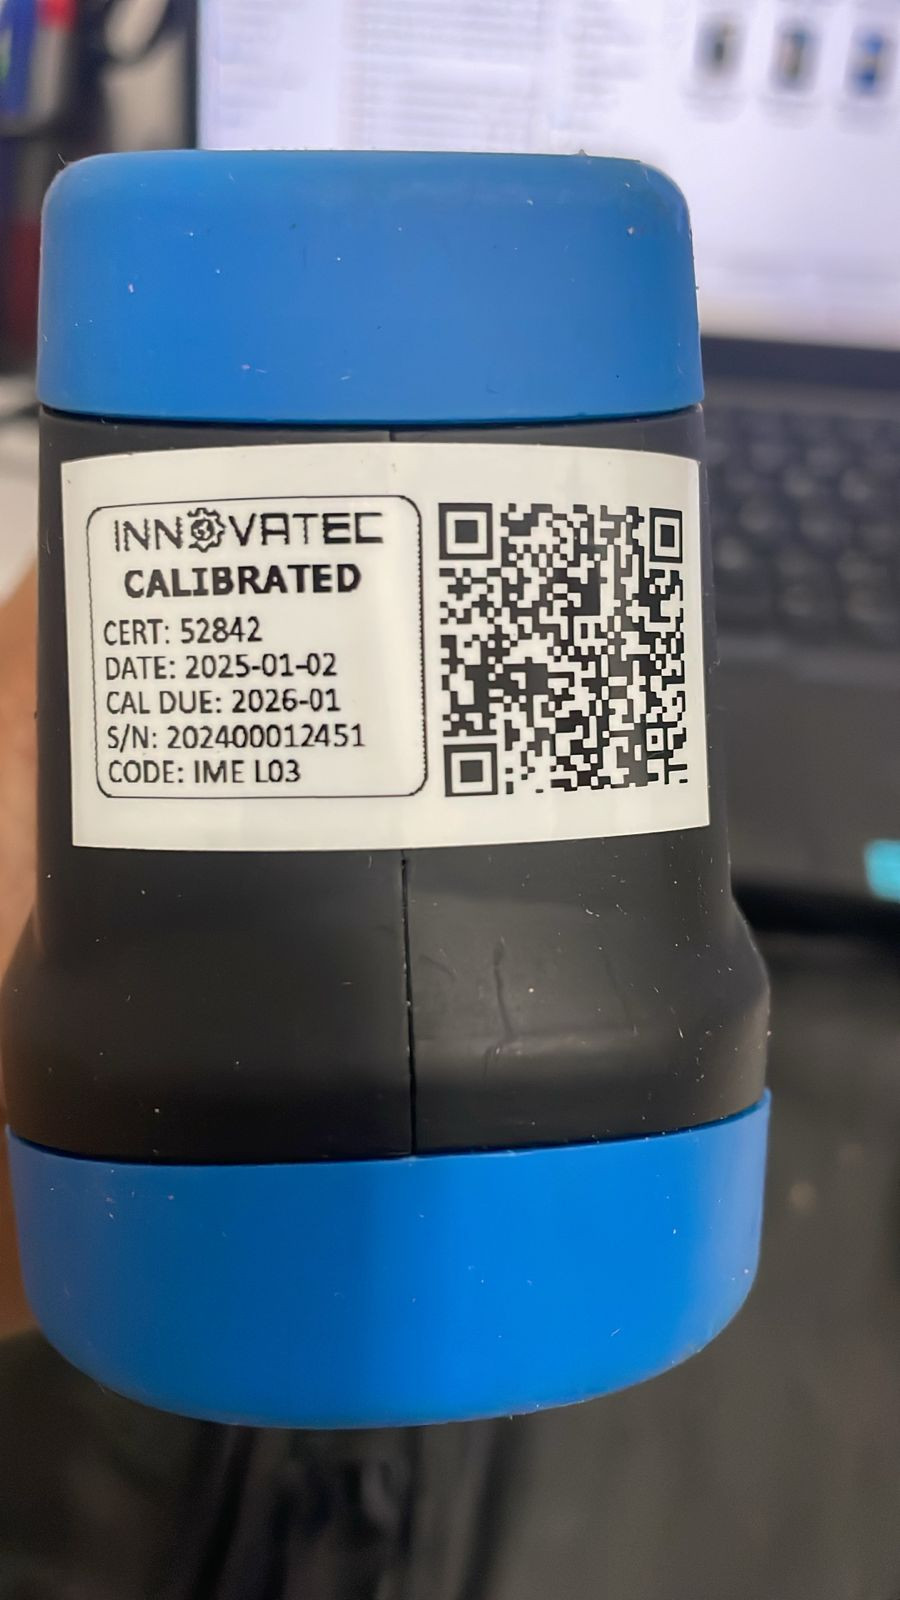 INNOVATEC
CALIBRATED
CERT: 52842
DATE: 2025-01-02
CAL DUE: 2026-01
S/N: 202400012451
CODE: IME L03